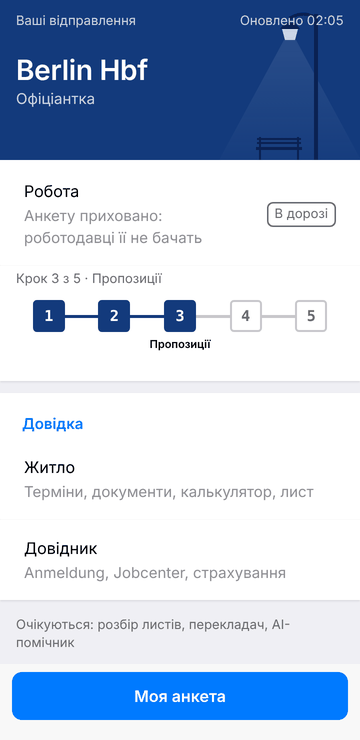 Ваші відправлення
Оновлено 02:05
Berlin Hbf
Офіціантка
Робота
Анкету приховано:
роботодавці її не бачать
В дорозі
Крок 3 з 5 · Пропозиції
1 2 3 4 5
Пропозиції
Довідка
Житло
Терміни, документи, калькулятор, лист
Довідник
Anmeldung, Jobcenter, страхування
Очікуються: розбір листів, перекладач, AI-
помічник
Моя анкета